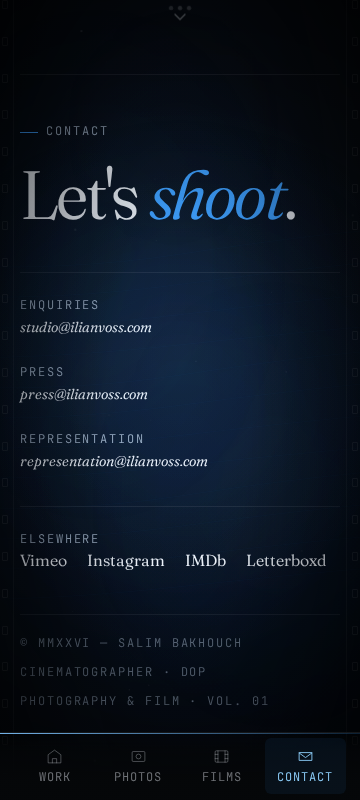 CONTACT
Let's shoot.
ENQUIRIES
studio@ilianvoss.com
PRESS
press@ilianvoss.com
REPRESENTATION
representation@ilianvoss.com
ELSEWHERE
Vimeo Instagram IMDb Letterboxd
© MMXXVI — SALIM BAKHOUCH
CINEMATOGRAPHER · DOP
PHOTOGRAPHY & FILM · VOL. 01
WORK PHOTOS FILMS CONTACT